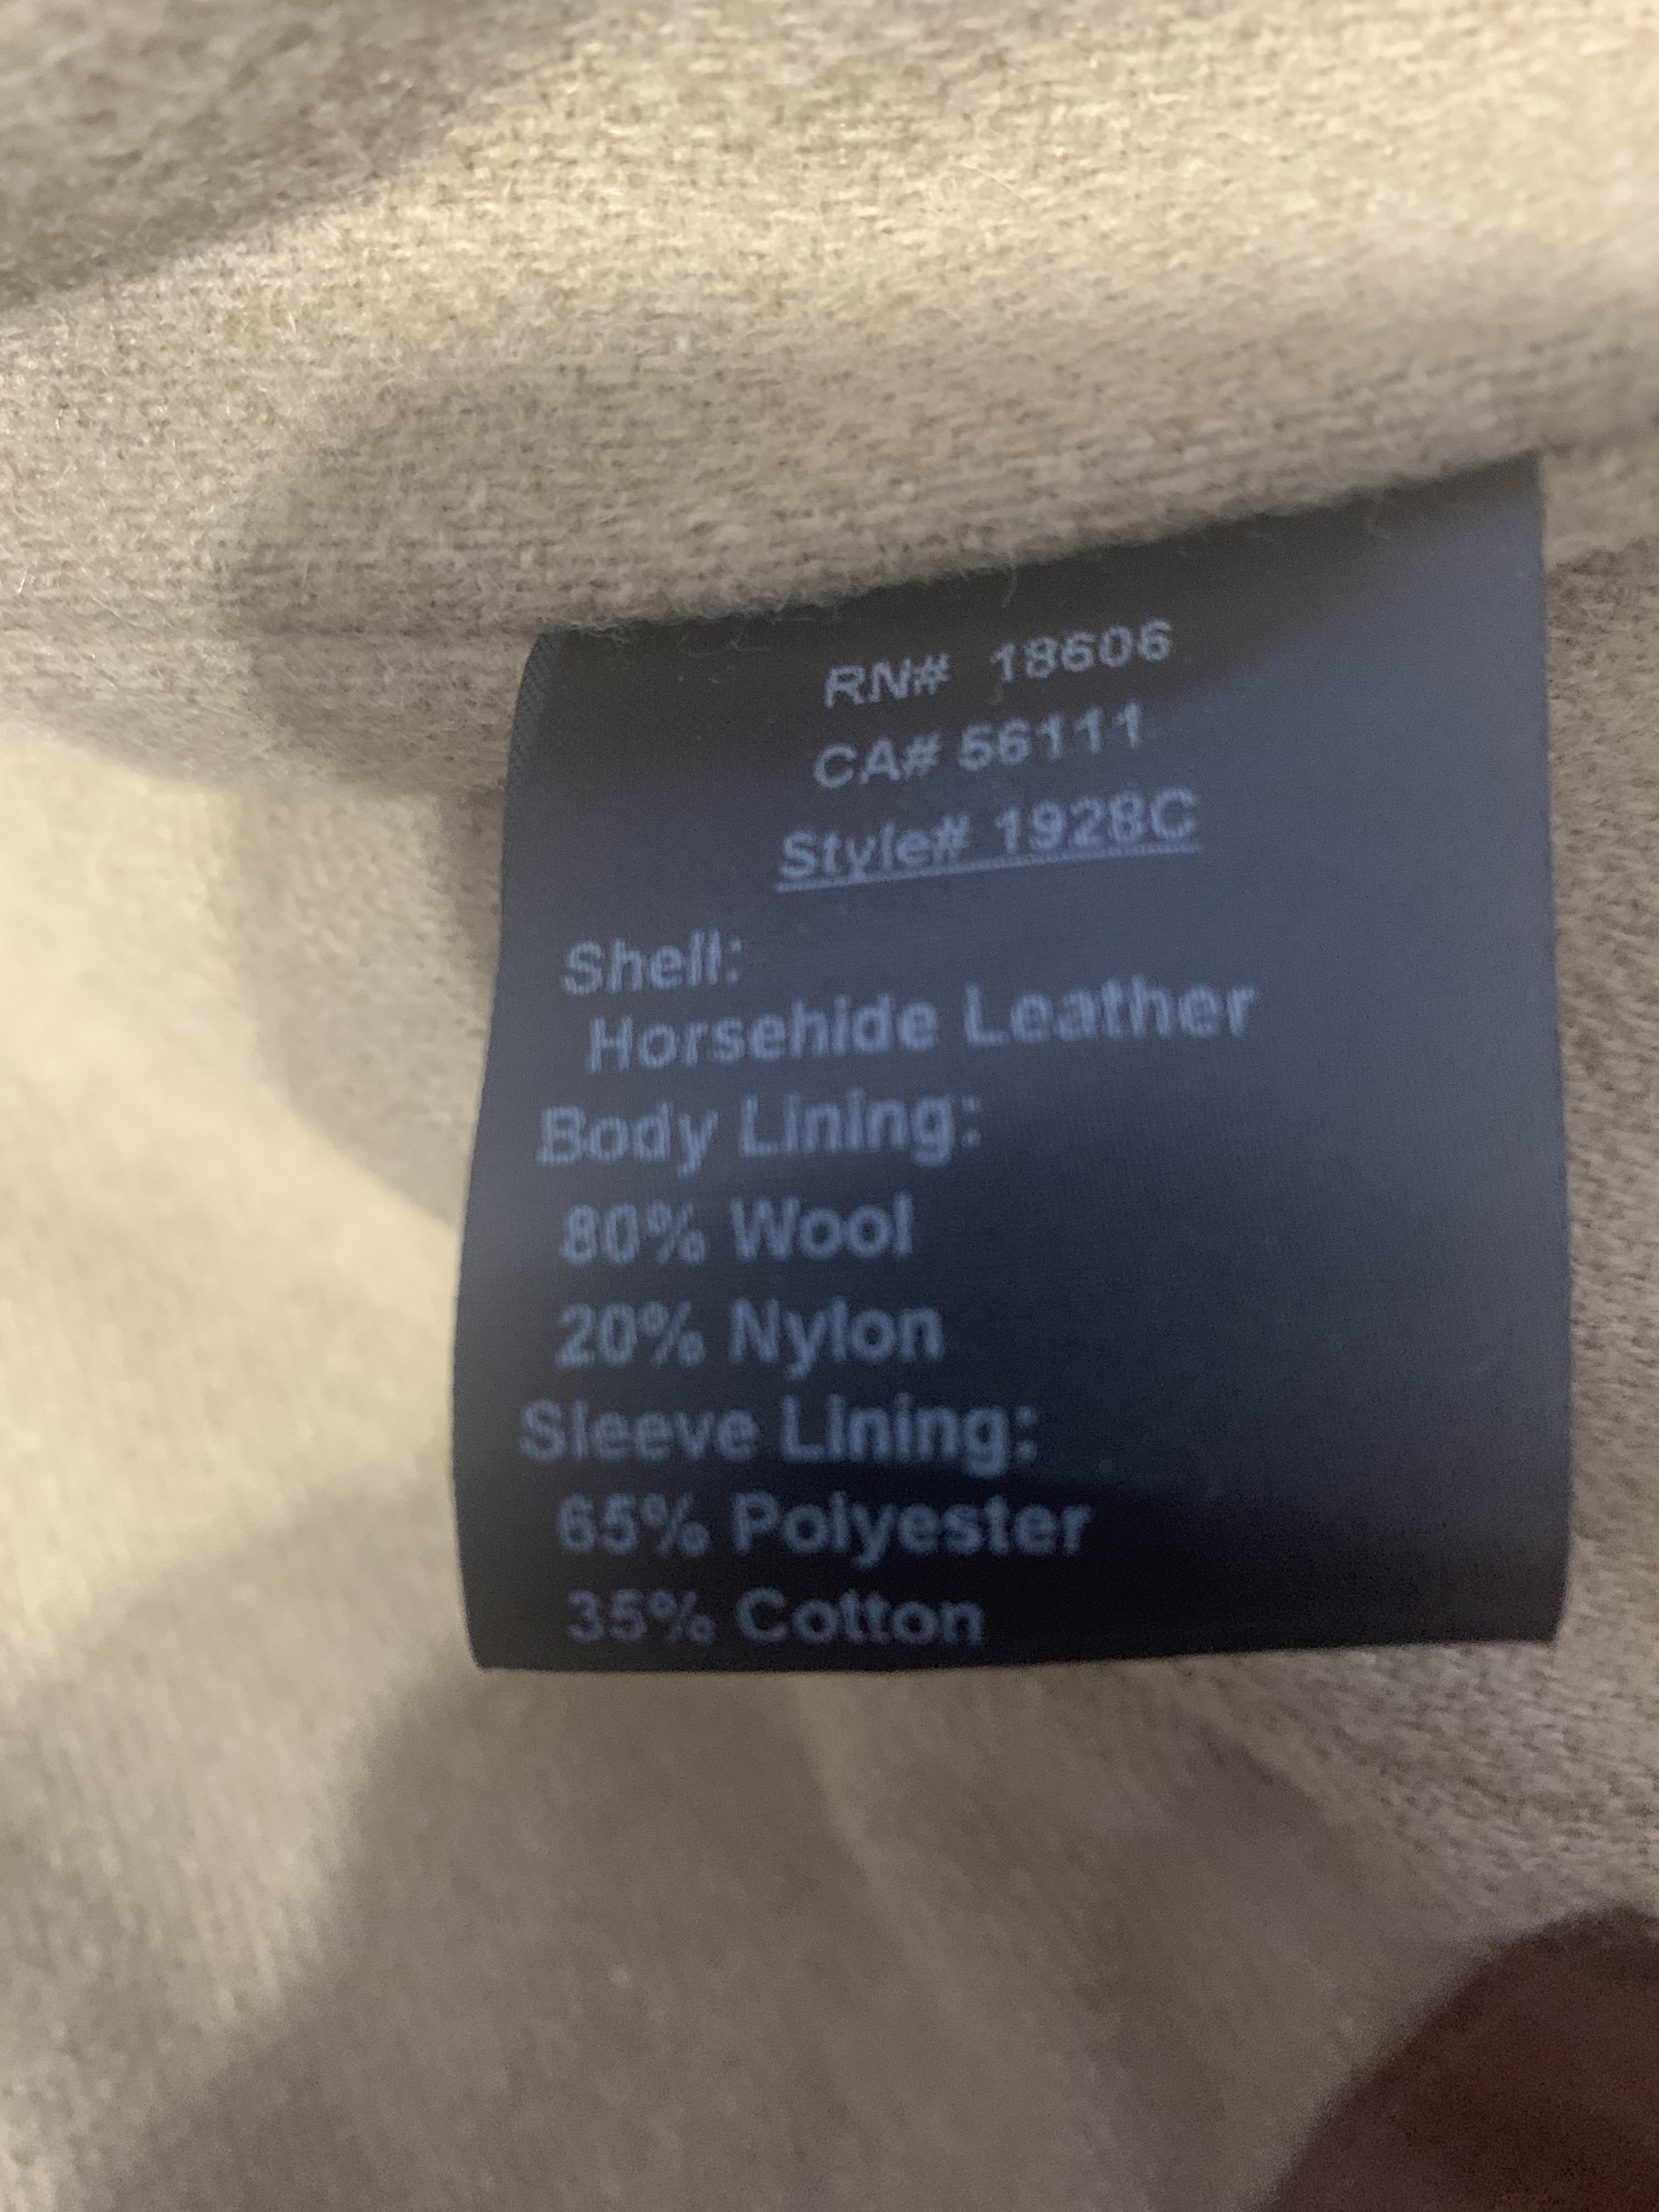 RN# 18606
CA# 56111
Style# 1928C
Shell:
Horsehide Leather
Body Lining:
80% Wool
20% Nylon
Sleeve Lining:
65% Polyester
35% Cotton